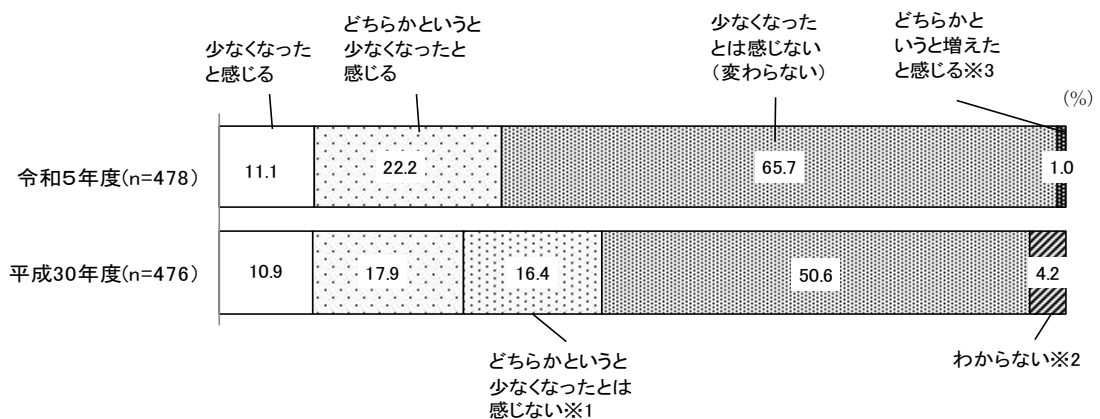 少なくなった
と感じる
どちらかというと
少なくなったと
感じる
少なくなった
とは感じない
（変わらない）
どちらかと
いうと増えた
と感じる※3
(%)
令和５年度(n=478)
11.1
22.2
65.7
1.0
平成30年度(n=476)
10.9
17.9
16.4
50.6
4.2
どちらかというと
少なくなったとは
感じない※1
わからない※2